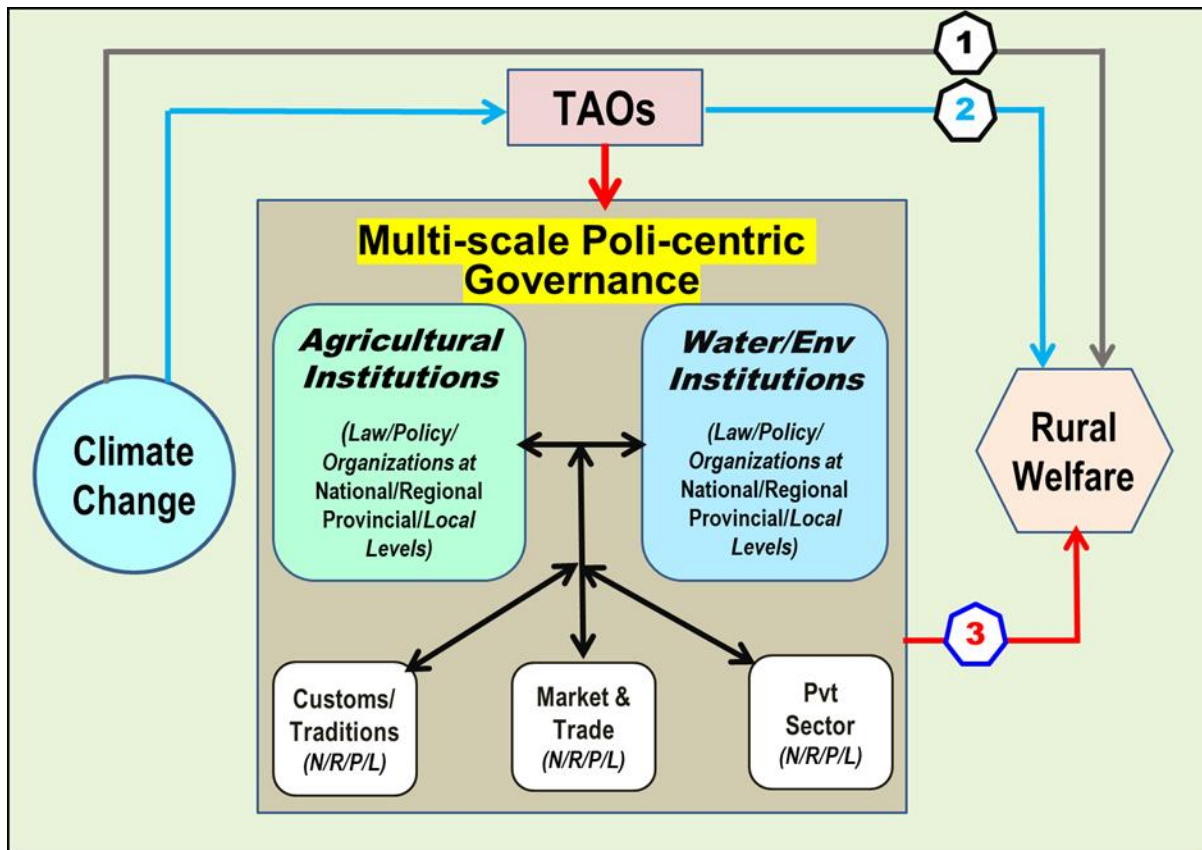 1
TAOs
2
Multi-scale Poli-centric
Governance
Agricultural
Institutions
(Law/Policy/
Organizations at
National/Regional
Provincial/Local
Levels)
Water/Env
Institutions
(Law/Policy/
Organizations at
National/Regional
Provincial/Local
Levels)
Climate
Change
Rural
Welfare
3
Customs/
Traditions
(N/R/P/L)
Market &
Trade
(N/R/P/L)
Pvt
Sector
(N/R/P/L)